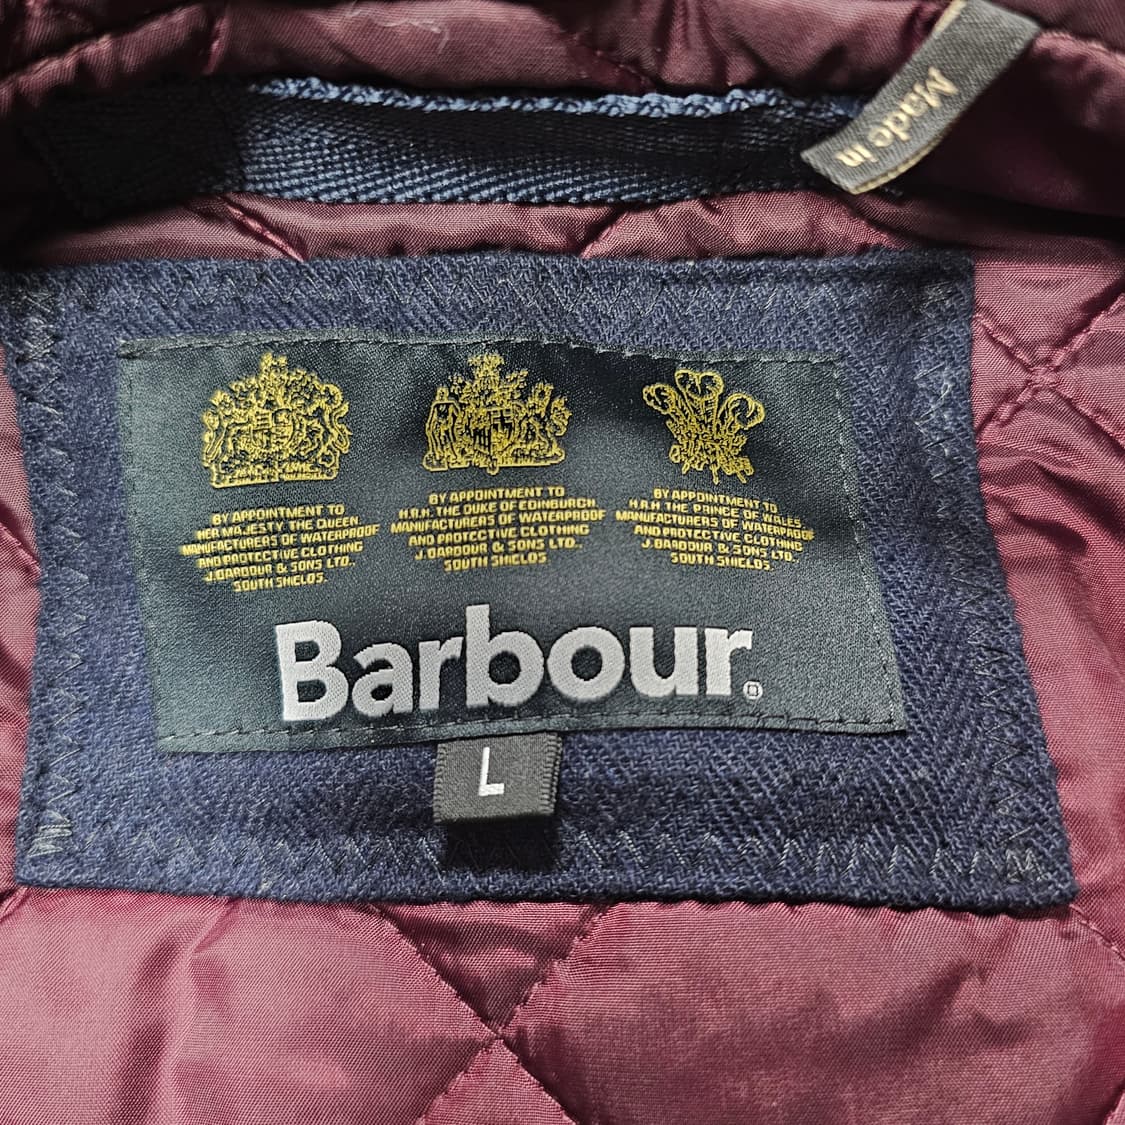 Made in
BY APPOINTMENT TO
HER MAJESTY THE QUEEN
MANUFACTURERS OF WATERPROOF
AND PROTECTIVE CLOTHING
J. BARBOUR & SONS LTD.,
SOUTH SHIELDS.
BY APPOINTMENT TO
H.R.H. THE DUKE OF EDINBURGH
MANUFACTURERS OF WATERPROOF
AND PROTECTIVE CLOTHING
J. BARBOUR & SONS LTD.,
SOUTH SHIELDS.
BY APPOINTMENT TO
H.R.H THE PRINCE OF WALES,
MANUFACTURERS OF WATERPROOF
AND PROTECTIVE CLOTHING
J. BARBOUR & SONS LTD.,
SOUTH SHIELDS.
Barbour.
L